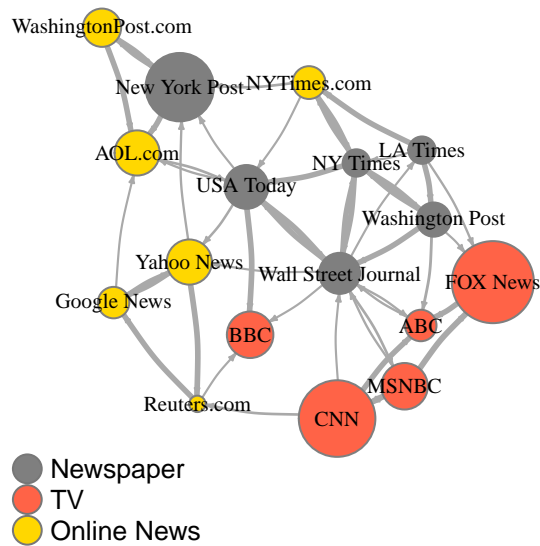 WashingtonPost.com
New York Post
NYTimes.com
AOL.com
NY Times
LA Times
USA Today
Washington Post
Yahoo News
Wall Street Journal
FOX News
Google News
BBC
ABC
MSNBC
Reuters.com
CNN
Newspaper
TV
Online News